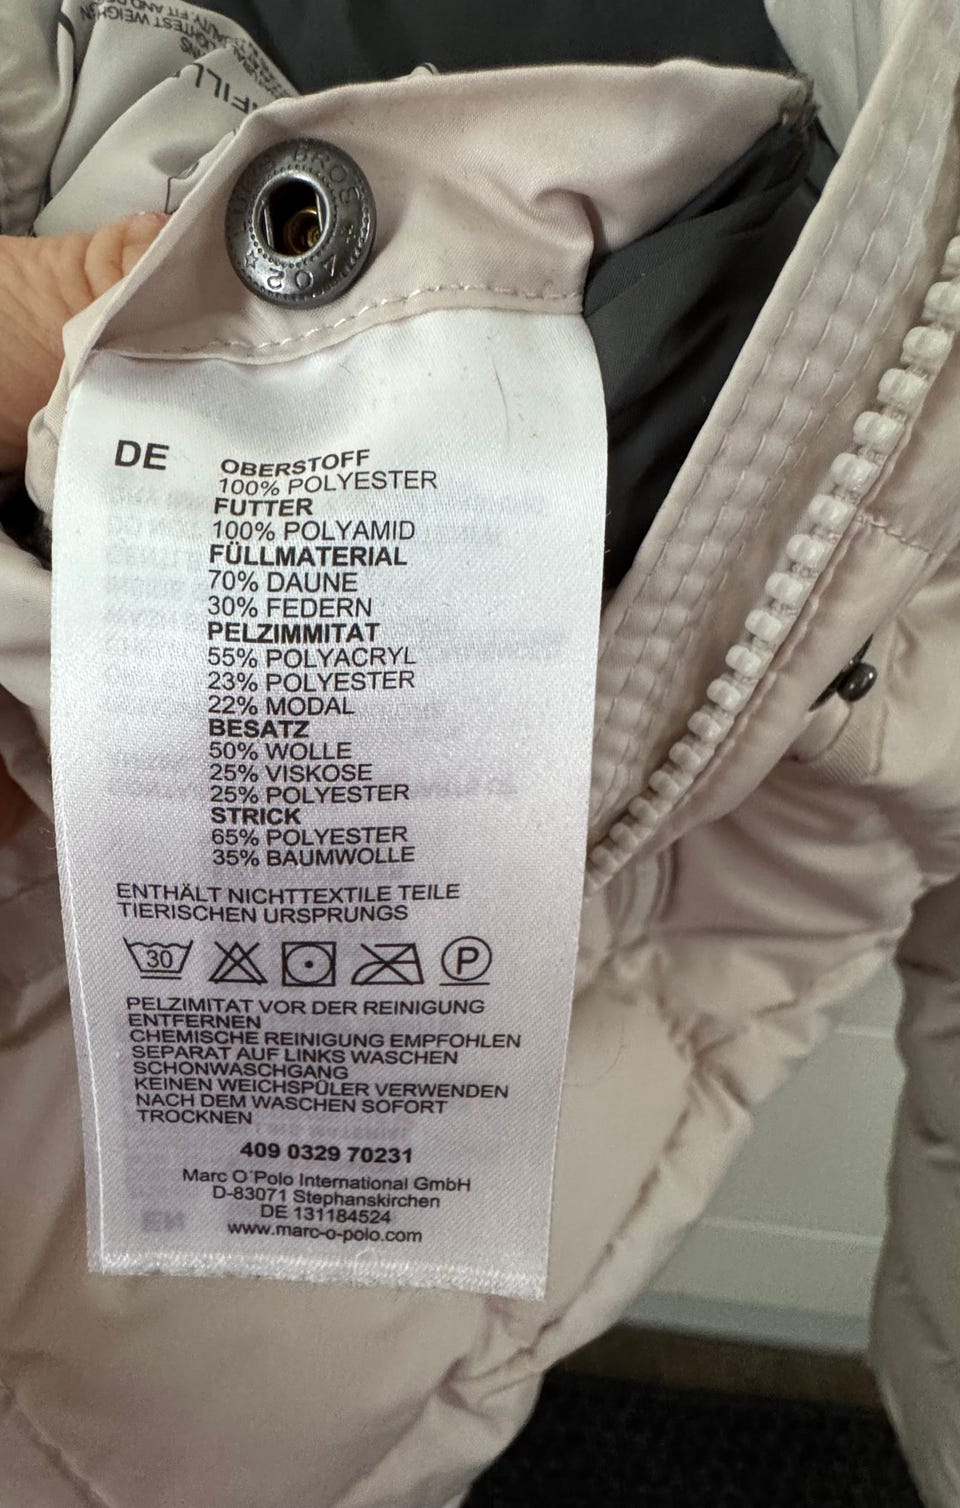 DE
OBERSTOFF
100% POLYESTER
FUTTER
100% POLYAMID
FÜLLMATERIAL
70% DAUNE
30% FEDERN
PELZIMMITAT
55% POLYACRYL
23% POLYESTER
22% MODAL
BESATZ
50% WOLLE
25% VISKOSE
25% POLYESTER
STRICK
65% POLYESTER
35% BAUMWOLLE
ENTHÄLT NICHTTEXTILE TEILE
TIERISCHEN URSPRUNGS
30 P
PELZIMITAT VOR DER REINIGUNG
ENTFERNEN
CHEMISCHE REINIGUNG EMPFOHLEN
SEPARAT AUF LINKS WASCHEN
SCHONWASCHGANG
KEINEN WEICHSPÜLER VERWENDEN
NACH DEM WASCHEN SOFORT
TROCKNEN
409 0329 70231
Marc O´Polo International GmbH
D-83071 Stephanskirchen
DE 131184524
www.marc-o-polo.com
BROS
402